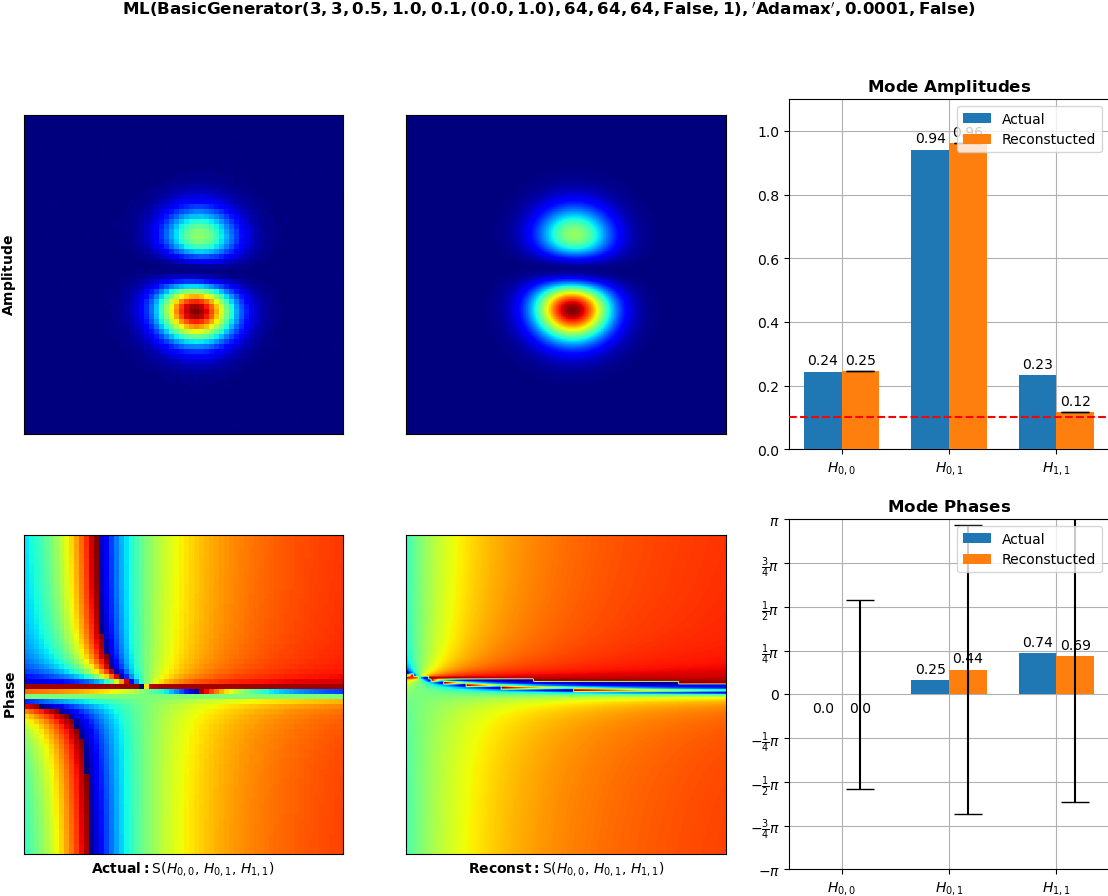 ML(BasicGenerator(3, 3, 0.5, 1.0, 0.1, (0.0, 1.0), 64, 64, 64, False, 1), ′Adamax′, 0.0001, False)
Amplitude
Mode Amplitudes
Actual
Reconstucted
1.0
0.8
0.6
0.4
0.2
0.0
0.24
0.25
0.94
0.96
0.23
0.12
H0,0
H0,1
H1,1
Phase
Actual: S(H0,0, H0,1, H1,1)
Reconst: S(H0,0, H0,1, H1,1)
Mode Phases
Actual
Reconstucted
π
3/4π
1/2π
1/4π
0
−1/4π
−1/2π
−3/4π
−π
0.0
0.0
0.25
0.44
0.74
0.69
H0,0
H0,1
H1,1